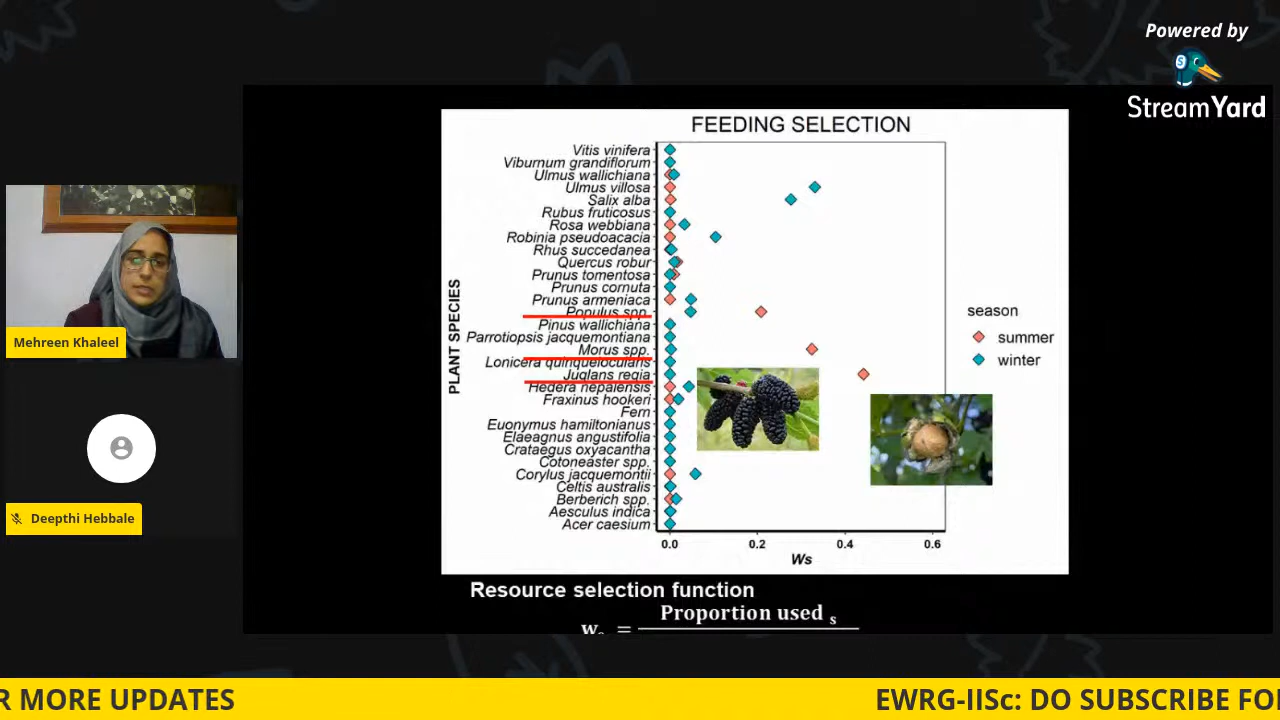 Powered by
StreamYard
FEEDING SELECTION
Vitis vinifera
Viburnum grandiflorum
Ulmus wallichiana
Ulmus villosa
Salix alba
Rubus fruticosus
Rosa webbiana
Robinia pseudoacacia
Rhus succedanea
Quercus robur
Prunus tomentosa
Prunus cornuta
Prunus armeniaca
Populus spp.
Pinus wallichiana
Parrotiopsis jacquemontiana
Morus spp.
Lonicera quinquelocularis
Juglans regia
Hedera nepalensis
Fraxinus hookeri
Fern
Euonymus hamiltonianus
Elaeagnus angustifolia
Crataegus oxyacantha
Cotoneaster spp.
Corylus jacquemontii
Celtis australis
Berberich spp.
Aesculus indica
Acer caesium
PLANT SPECIES
0.0 0.2 0.4 0.6
Ws
season
summer
winter
Mehreen Khaleel
Deepthi Hebbale
Resource selection function
Proportion used s
w =
R MORE UPDATES EWRG-IISc: DO SUBSCRIBE FO